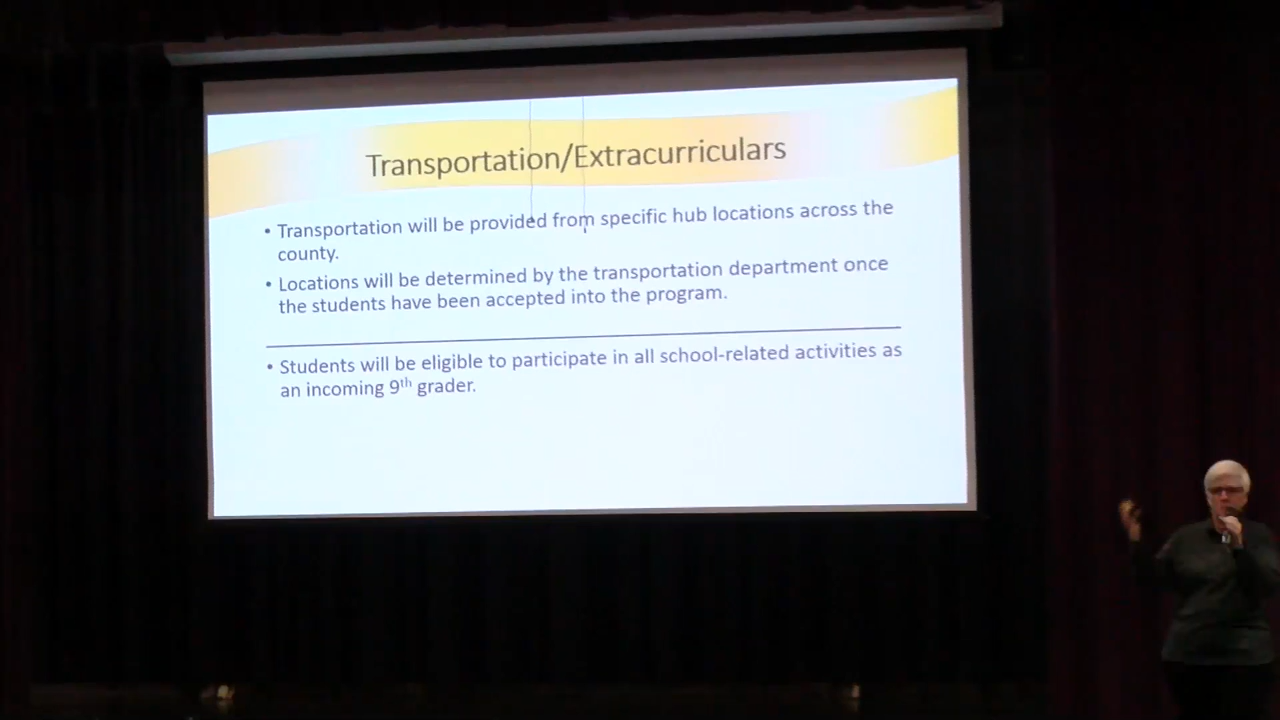 Transportation/Extracurriculars
• Transportation will be provided from specific hub locations across the
county.
• Locations will be determined by the transportation department once
the students have been accepted into the program.
• Students will be eligible to participate in all school-related activities as
an incoming 9th grader.